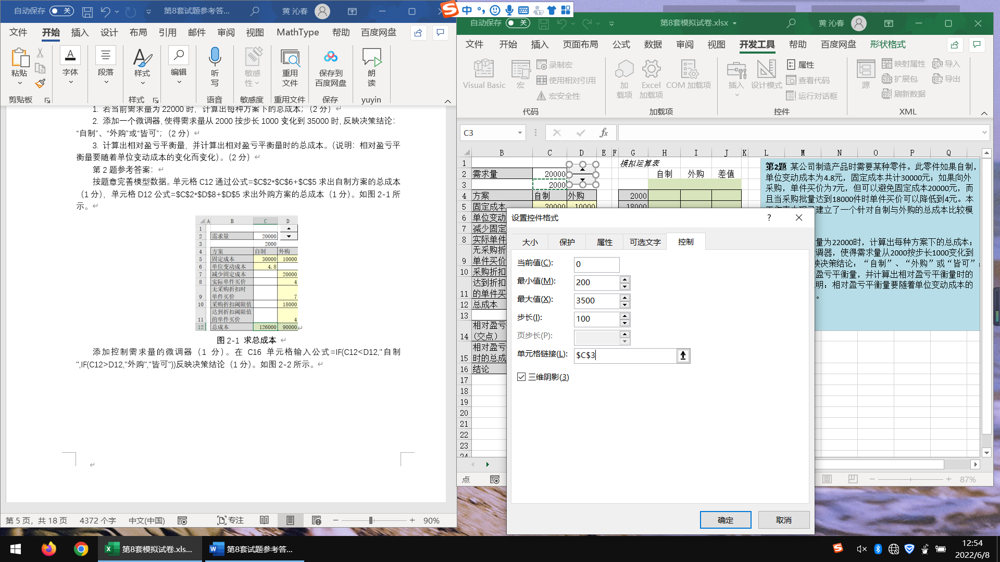 自动保存 关 第8套试题参考答... 黄 沁春
文件 开始 插入 设计 布局 引用 邮件 审阅 视图 MathType 帮助 百度网盘
粘贴 字体 段落 样式 编辑 听写 敏感性 重用文件 保存到百度网盘 朗读
剪贴板 样式 语音 敏感度 重用文件 保存 yuyin
1. 若当前需求量为 22000 时，计算出每种方案下的总成本；（2 分）
2. 添加一个微调器, 使得需求量从 2000 按步长 1000 变化到 35000 时, 反映决策结论：
“自制”、“外购”或“皆可”；（2 分）
3. 计算出相对盈亏平衡量，并计算出相对盈亏平衡量时的总成本。（说明：相对盈亏平
衡量要随着单位变动成本的变化而变化）。（2 分）
第 2 题参考答案：
按题意完善模型数据。单元格 C12 通过公式=$C$2*$C$6+$C$5 求出自制方案的总成本
（1 分），单元格 D12 公式=$C$2*$D$8+$D$5 求出外购方案的总成本（1 分）。如图 2-1 所
示。
A B C D
1
2 需求量 20000
3 2000
4 方案 自制 外购
5 固定成本 30000 10000
6 单位变动成本 4.8
7 减少固定成本 20000
8 实际单件买价 4
无采购折扣时
9 单件买价 7
10 采购折扣阈限值 18000
达到折扣阈限值
11 的单件买价 4
12 总成本 126000 90000
图 2-1 求总成本
添加控制需求量的微调器（1 分）。在 C16 单元格输入公式=IF(C12<D12,"自制
",IF(C12>D12,"外购","皆可"))反映决策结论（1 分）。如图 2-2 所示。
第 5 页，共 18 页 4372 个字 中文(中国) 专注 90%
中
自动保存 关 第8套模拟试卷.xlsx 黄 沁春
文件 开始 插入 页面布局 公式 数据 审阅 视图 开发工具 帮助 百度网盘 形状格式
Visual Basic 宏 录制宏 使用相对引用 宏安全性
加载项 Excel 加载项 COM 加载项
插入 设计模式 属性 查看代码 运行对话框
源 映射属性 扩展包 刷新数据 导入 导出
代码 加载项 控件 XML
C3 fx
B C D E F G H I J K L M N O P Q
1 模拟运算表
2 需求量 20000 自制 外购 差值
3 2000
4 方案 自制 外购 2000
5 固定成本 30000 10000 18000
6 单位变动
7 减少固定
8 实际单件
无采购折
9 单件买价
10 采购折扣
达到折扣
11 的单件买
12 总成本
13
相对盈亏
14 （交点）
相对盈亏
15 时的总成
16 结论
17
18
19
20
21
22
23
24
第2题 某公司制造产品时需要某种零件。此零件如果自制，
单位变动成本为4.8元，固定成本共计30000元；如果向外
采购，单件买价为7元，但可以避免固定成本20000元，而
且当采购批量达到18000件时单件买价可以降低到4元。本
建立了一个针对自制与外购的总成本比较模
量为22000时，计算出每种方案下的总成本；
调器，使得需求量从2000按步长1000变化到
映决策结论：“自制”、“外购”或“皆可”；
盈亏平衡量，并计算出相对盈亏平衡量时的
明：相对盈亏平衡量要随着单位变动成本的
。
设置控件格式 ?
大小 保护 属性 可选文字 控制
当前值(C): 0
最小值(M): 200
最大值(X): 3500
步长(I): 100
页步长(P):
单元格链接(L): $C$3
三维阴影(3)
确定 取消
点 87%
第8套模拟试卷.xls... 第8套试题参考答...
12:54
2022/6/8